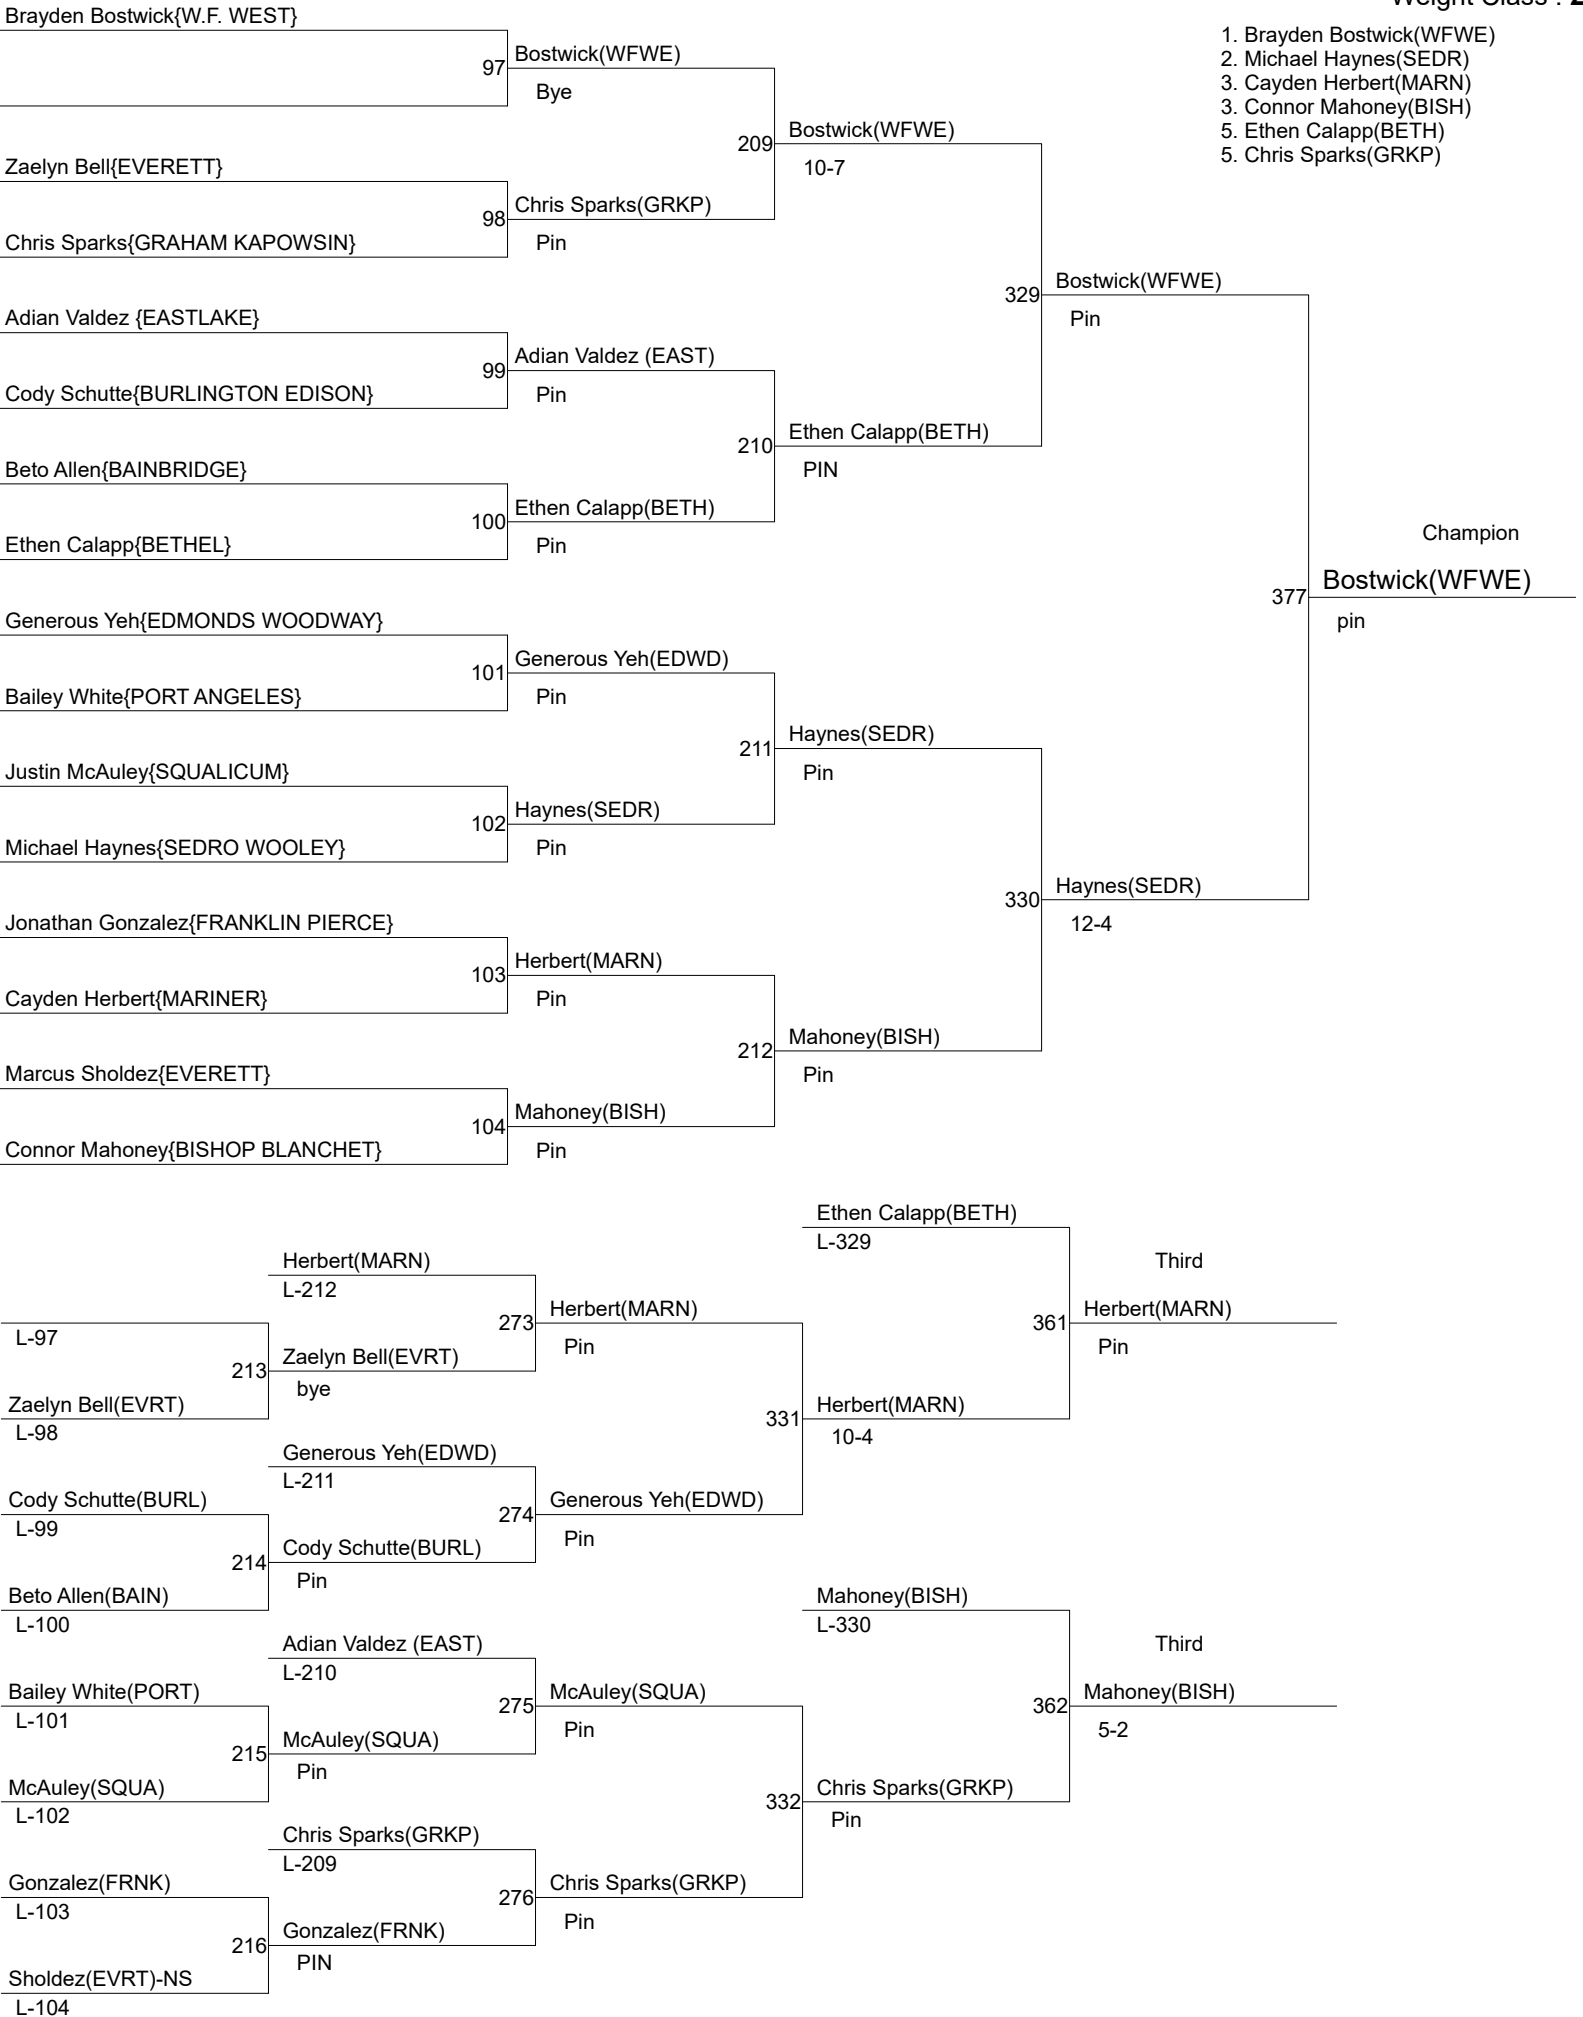 Weight Class :
1. Brayden Bostwick(WFWE)
2. Michael Haynes(SEDR)
3. Cayden Herbert(MARN)
3. Connor Mahoney(BISH)
5. Ethen Calapp(BETH)
5. Chris Sparks(GRKP)
Brayden Bostwick{W.F. WEST}
97 Bostwick(WFWE)
Bye
209 Bostwick(WFWE)
10-7
Zaelyn Bell{EVERETT}
98 Chris Sparks(GRKP)
Chris Sparks{GRAHAM KAPOWSIN}
Pin
329 Bostwick(WFWE)
Pin
Adian Valdez {EASTLAKE}
99 Adian Valdez (EAST)
Cody Schutte{BURLINGTON EDISON}
Pin
210 Ethen Calapp(BETH)
PIN
Beto Allen{BAINBRIDGE}
100 Ethen Calapp(BETH)
Ethen Calapp{BETHEL}
Pin
Champion
377 Bostwick(WFWE)
pin
Generous Yeh{EDMONDS WOODWAY}
101 Generous Yeh(EDWD)
Bailey White{PORT ANGELES}
Pin
211 Haynes(SEDR)
Pin
Justin McAuley{SQUALICUM}
102 Haynes(SEDR)
Michael Haynes{SEDRO WOOLEY}
Pin
330 Haynes(SEDR)
12-4
Jonathan Gonzalez{FRANKLIN PIERCE}
103 Herbert(MARN)
Cayden Herbert{MARINER}
Pin
212 Mahoney(BISH)
Pin
Marcus Sholdez{EVERETT}
104 Mahoney(BISH)
Connor Mahoney{BISHOP BLANCHET}
Pin
Ethen Calapp(BETH)
L-329
Herbert(MARN)
L-212
Third
273 Herbert(MARN)
Pin
361 Herbert(MARN)
Pin
L-97
213 Zaelyn Bell(EVRT)
bye
Zaelyn Bell(EVRT)
L-98
331 Herbert(MARN)
10-4
Generous Yeh(EDWD)
L-211
Cody Schutte(BURL)
L-99
274 Generous Yeh(EDWD)
Pin
214 Cody Schutte(BURL)
Pin
Beto Allen(BAIN)
L-100
Mahoney(BISH)
L-330
Adian Valdez (EAST)
L-210
Third
Bailey White(PORT)
L-101
275 McAuley(SQUA)
Pin
362 Mahoney(BISH)
5-2
215 McAuley(SQUA)
Pin
McAuley(SQUA)
L-102
332 Chris Sparks(GRKP)
Pin
Chris Sparks(GRKP)
L-209
Gonzalez(FRNK)
L-103
276 Chris Sparks(GRKP)
Pin
216 Gonzalez(FRNK)
PIN
Sholdez(EVRT)-NS
L-104